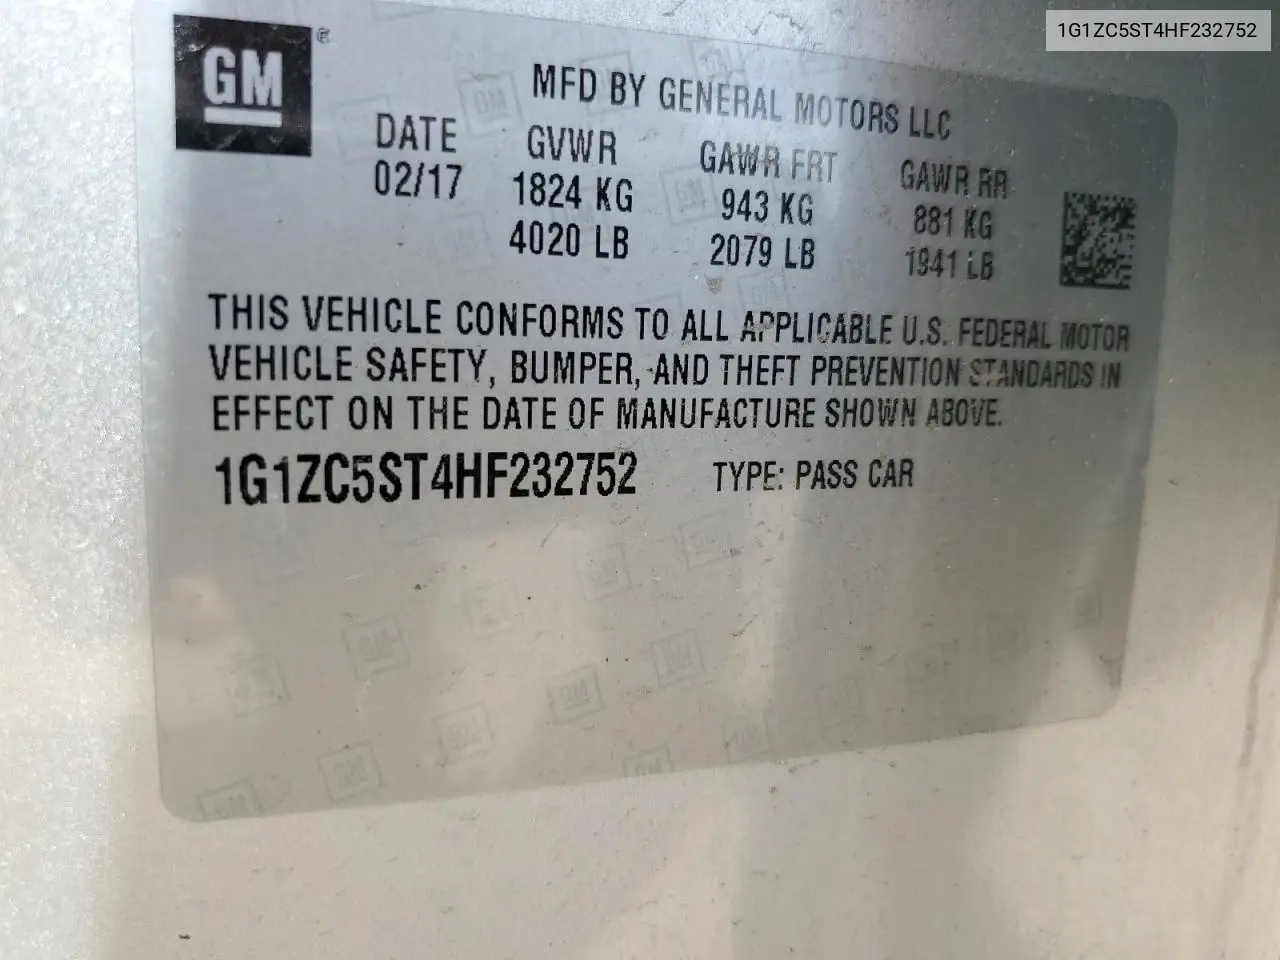 1G1ZC5ST4HF232752
GM
®
MFD BY GENERAL MOTORS LLC
DATE GVWR GAWR FRT GAWR RR
02/17 1824 KG 943 KG 881 KG
4020 LB 2079 LB 1941 LB
THIS VEHICLE CONFORMS TO ALL APPLICABLE U.S. FEDERAL MOTOR
VEHICLE SAFETY, BUMPER, AND THEFT PREVENTION STANDARDS IN
EFFECT ON THE DATE OF MANUFACTURE SHOWN ABOVE.
1G1ZC5ST4HF232752 TYPE: PASS CAR